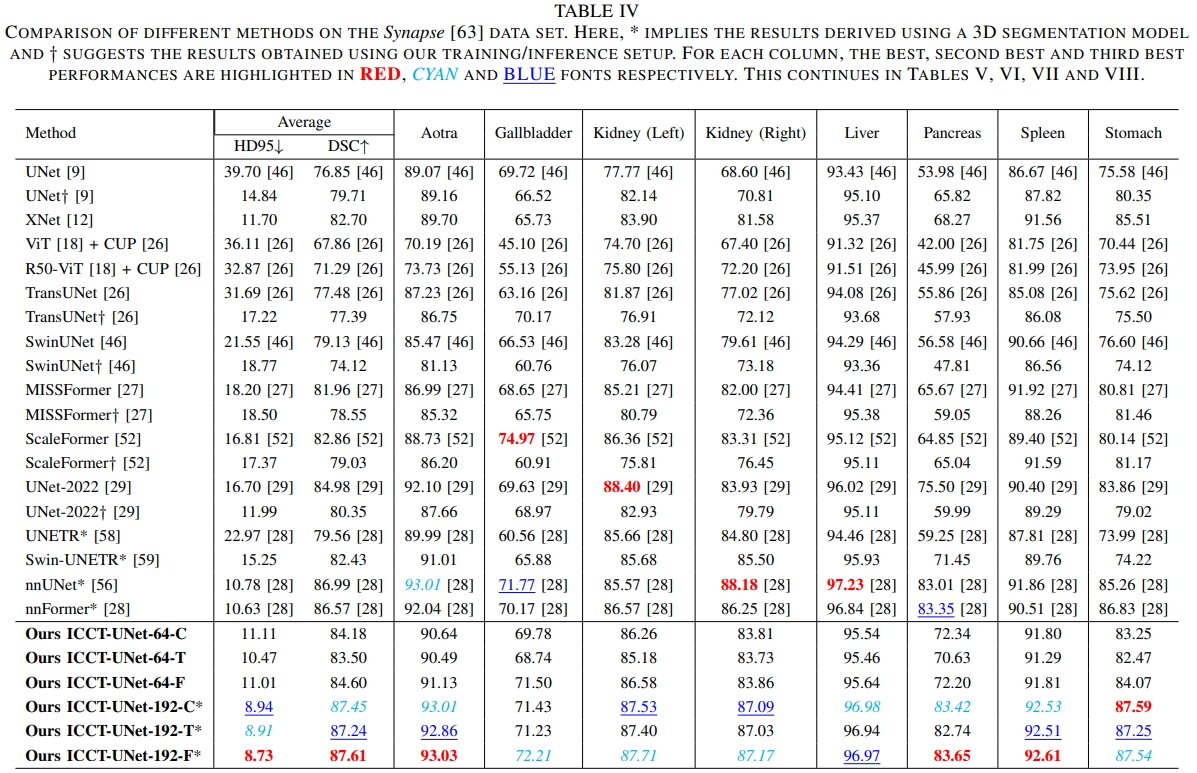 TABLE IV
COMPARISON OF DIFFERENT METHODS ON THE Synapse [63] DATA SET. HERE, * IMPLIES THE RESULTS DERIVED USING A 3D SEGMENTATION MODEL
AND † SUGGESTS THE RESULTS OBTAINED USING OUR TRAINING/INFERENCE SETUP. FOR EACH COLUMN, THE BEST, SECOND BEST AND THIRD BEST
PERFORMANCES ARE HIGHLIGHTED IN RED, CYAN AND BLUE FONTS RESPECTIVELY. THIS CONTINUES IN TABLES V, VI, VII AND VIII.
Method Average Aotra Gallbladder Kidney (Left) Kidney (Right) Liver Pancreas Spleen Stomach
HD95↓ DSC↑
UNet [9] 39.70 [46] 76.85 [46] 89.07 [46] 69.72 [46] 77.77 [46] 68.60 [46] 93.43 [46] 53.98 [46] 86.67 [46] 75.58 [46]
UNet† [9] 14.84 79.71 89.16 66.52 82.14 70.81 95.10 65.82 87.82 80.35
XNet [12] 11.70 82.70 89.70 65.73 83.90 81.58 95.37 68.27 91.56 85.51
ViT [18] + CUP [26] 36.11 [26] 67.86 [26] 70.19 [26] 45.10 [26] 74.70 [26] 67.40 [26] 91.32 [26] 42.00 [26] 81.75 [26] 70.44 [26]
R50-ViT [18] + CUP [26] 32.87 [26] 71.29 [26] 73.73 [26] 55.13 [26] 75.80 [26] 72.20 [26] 91.51 [26] 45.99 [26] 81.99 [26] 73.95 [26]
TransUNet [26] 31.69 [26] 77.48 [26] 87.23 [26] 63.16 [26] 81.87 [26] 77.02 [26] 94.08 [26] 55.86 [26] 85.08 [26] 75.62 [26]
TransUNet† [26] 17.22 77.39 86.75 70.17 76.91 72.12 93.68 57.93 86.08 75.50
SwinUNet [46] 21.55 [46] 79.13 [46] 85.47 [46] 66.53 [46] 83.28 [46] 79.61 [46] 94.29 [46] 56.58 [46] 90.66 [46] 76.60 [46]
SwinUNet† [46] 18.77 74.12 81.13 60.76 76.07 73.18 93.36 47.81 86.56 74.12
MISSFormer [27] 18.20 [27] 81.96 [27] 86.99 [27] 68.65 [27] 85.21 [27] 82.00 [27] 94.41 [27] 65.67 [27] 91.92 [27] 80.81 [27]
MISSFormer† [27] 18.50 78.55 85.32 65.75 80.79 72.36 95.38 59.05 88.26 81.46
ScaleFormer [52] 16.81 [52] 82.86 [52] 88.73 [52] 74.97 [52] 86.36 [52] 83.31 [52] 95.12 [52] 64.85 [52] 89.40 [52] 80.14 [52]
ScaleFormer† [52] 17.37 79.03 86.20 60.91 75.81 76.45 95.11 65.04 91.59 81.17
UNet-2022 [29] 16.70 [29] 84.98 [29] 92.10 [29] 69.63 [29] 88.40 [29] 83.93 [29] 96.02 [29] 75.50 [29] 90.40 [29] 83.86 [29]
UNet-2022† [29] 11.99 80.35 87.66 68.97 82.93 79.79 95.11 59.99 89.29 79.02
UNETR* [58] 22.97 [28] 79.56 [28] 89.99 [28] 60.56 [28] 85.66 [28] 84.80 [28] 94.46 [28] 59.25 [28] 87.81 [28] 73.99 [28]
Swin-UNETR* [59] 15.25 82.43 91.01 65.88 85.68 85.50 95.93 71.45 89.76 74.22
nnUNet* [56] 10.78 [28] 86.99 [28] 93.01 [28] 71.77 [28] 85.57 [28] 88.18 [28] 97.23 [28] 83.01 [28] 91.86 [28] 85.26 [28]
nnFormer* [28] 10.63 [28] 86.57 [28] 92.04 [28] 70.17 [28] 86.57 [28] 86.25 [28] 96.84 [28] 83.35 [28] 90.51 [28] 86.83 [28]
Ours ICCT-UNet-64-C 11.11 84.18 90.64 69.78 86.26 83.81 95.54 72.34 91.80 83.25
Ours ICCT-UNet-64-T 10.47 83.50 90.49 68.74 85.18 83.73 95.46 70.63 91.29 82.47
Ours ICCT-UNet-64-F 11.01 84.60 91.13 71.50 86.58 83.86 95.64 72.20 91.81 84.07
Ours ICCT-UNet-192-C* 8.94 87.45 93.01 71.43 87.53 87.09 96.98 83.42 92.53 87.59
Ours ICCT-UNet-192-T* 8.91 87.24 92.86 71.23 87.40 87.03 96.94 82.74 92.51 87.25
Ours ICCT-UNet-192-F* 8.73 87.61 93.03 72.21 87.71 87.17 96.97 83.65 92.61 87.54